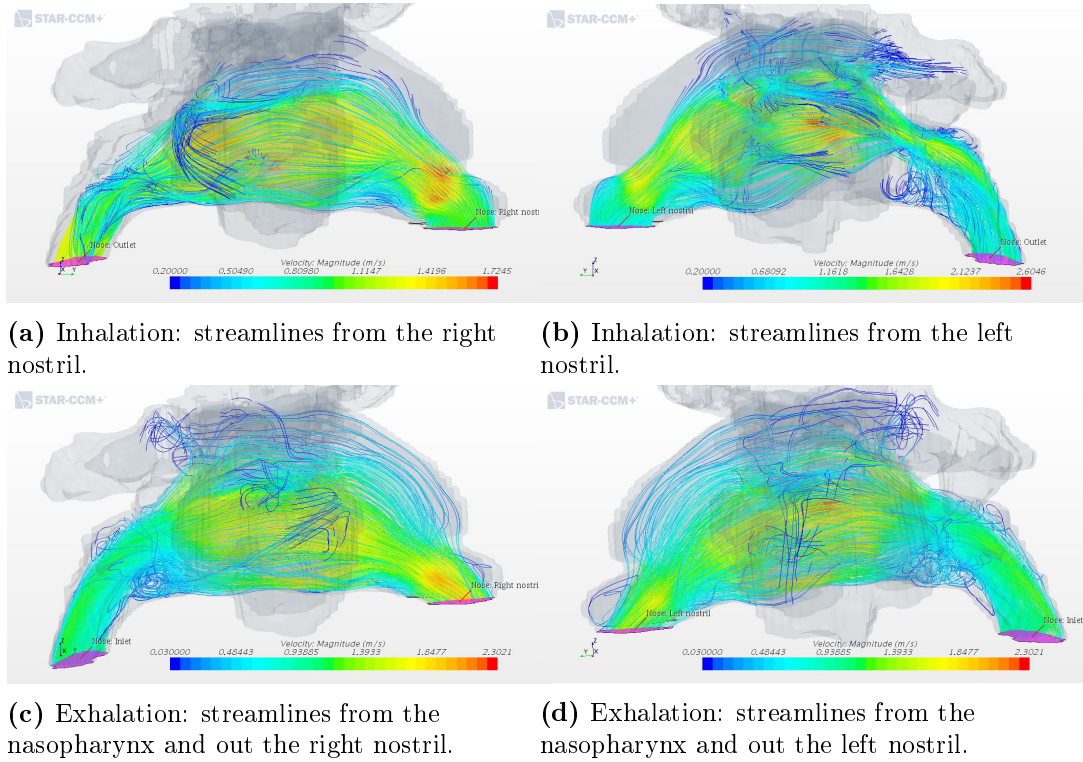 STAR-CCM+
Nose: Right nostr
Nose: Outlet
Z
X Y
Velocity: Magnitude (m/s)
0.20000 0.50490 0.80980 1.1147 1.4196 1.7245
(a) Inhalation: streamlines from the right
nostril.
STAR-CCM+
Nose: Left nostril
Nose: Outlet
Z
Y X
Velocity: Magnitude (m/s)
0.20000 0.68092 1.1618 1.6428 2.1237 2.6046
(b) Inhalation: streamlines from the left
nostril.
STAR-CCM+
Nose: Right nostri
Nose: Inlet
Z
X Y
Velocity: Magnitude (m/s)
0.030000 0.48443 0.93885 1.3933 1.8477 2.3021
(c) Exhalation: streamlines from the
nasopharynx and out the right nostril.
STAR-CCM+
Nose: Left nostril
Nose: Inlet
Z
Y X
Velocity: Magnitude (m/s)
0.030000 0.48443 0.93885 1.3933 1.8477 2.3021
(d) Exhalation: streamlines from the
nasopharynx and out the left nostril.